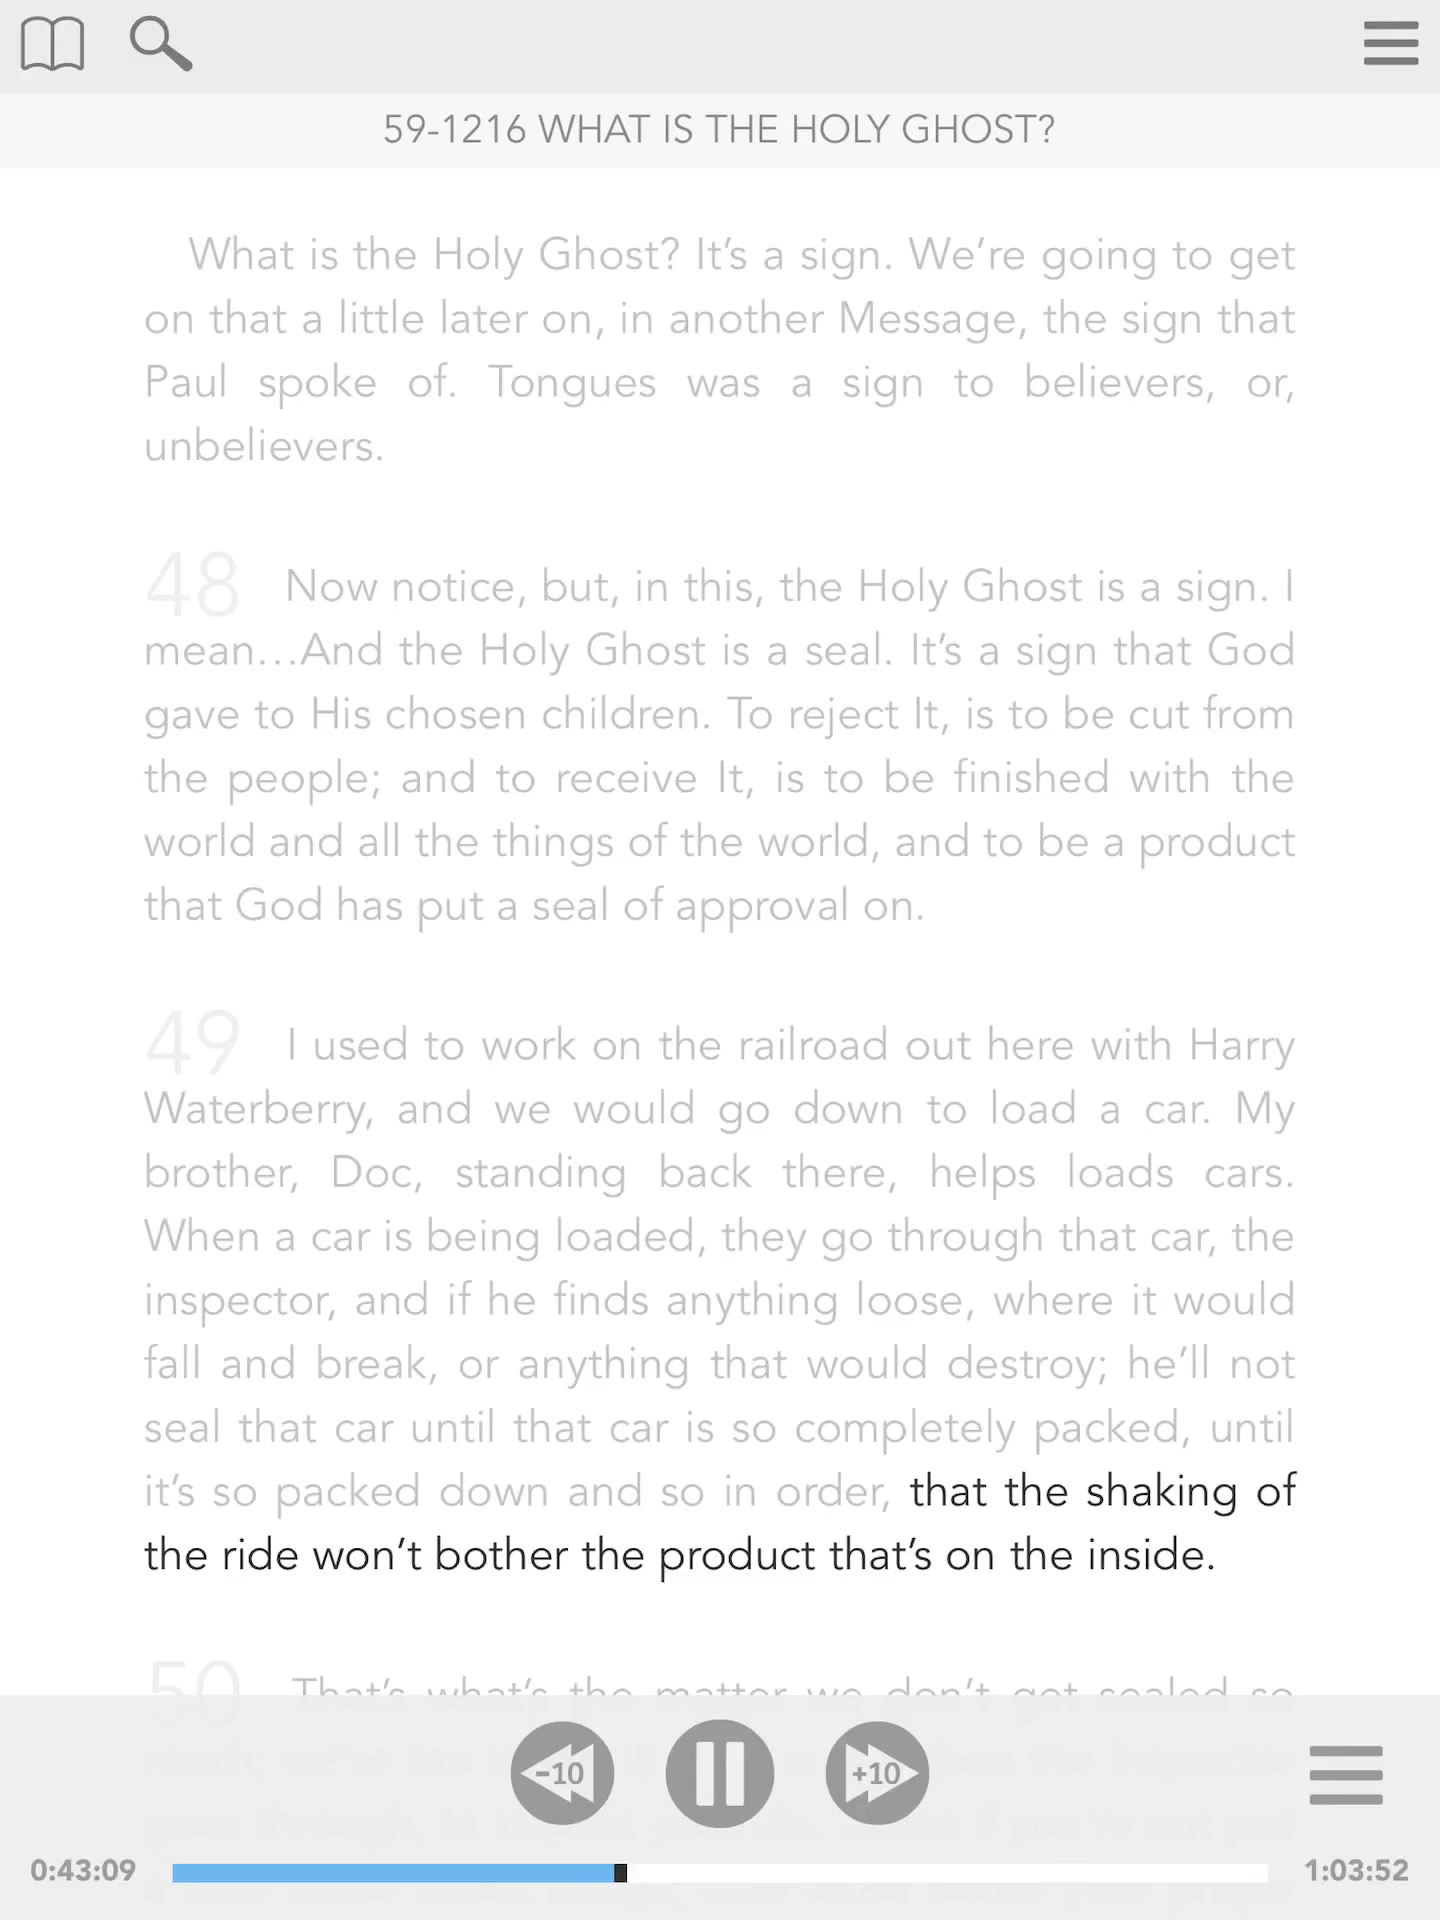 59-1216 WHAT IS THE HOLY GHOST?
What is the Holy Ghost? It’s a sign. We’re going to get
on that a little later on, in another Message, the sign that
Paul spoke of. Tongues was a sign to believers, or,
unbelievers.
48 Now notice, but, in this, the Holy Ghost is a sign. I
mean…And the Holy Ghost is a seal. It’s a sign that God
gave to His chosen children. To reject It, is to be cut from
the people; and to receive It, is to be finished with the
world and all the things of the world, and to be a product
that God has put a seal of approval on.
49 I used to work on the railroad out here with Harry
Waterberry, and we would go down to load a car. My
brother, Doc, standing back there, helps loads cars.
When a car is being loaded, they go through that car, the
inspector, and if he finds anything loose, where it would
fall and break, or anything that would destroy; he’ll not
seal that car until that car is so completely packed, until
it’s so packed down and so in order, that the shaking of
the ride won’t bother the product that’s on the inside.
50 That’s what’s the matter we don’t get sealed so
-10 +10
0:43:09 1:03:52